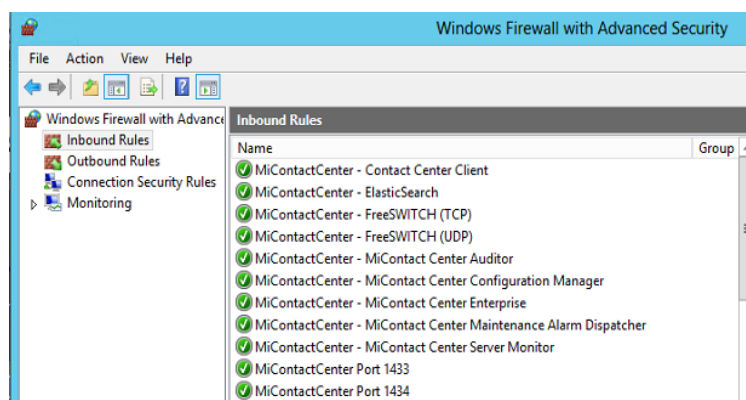 Windows Firewall with Advanced Security
File Action View Help
Windows Firewall with Advance
Inbound Rules
Outbound Rules
Connection Security Rules
Monitoring
Inbound Rules
Name Group
MiContactCenter - Contact Center Client
MiContactCenter - ElasticSearch
MiContactCenter - FreeSWITCH (TCP)
MiContactCenter - FreeSWITCH (UDP)
MiContactCenter - MiContact Center Auditor
MiContactCenter - MiContact Center Configuration Manager
MiContactCenter - MiContact Center Enterprise
MiContactCenter - MiContact Center Maintenance Alarm Dispatcher
MiContactCenter - MiContact Center Server Monitor
MiContactCenter Port 1433
MiContactCenter Port 1434